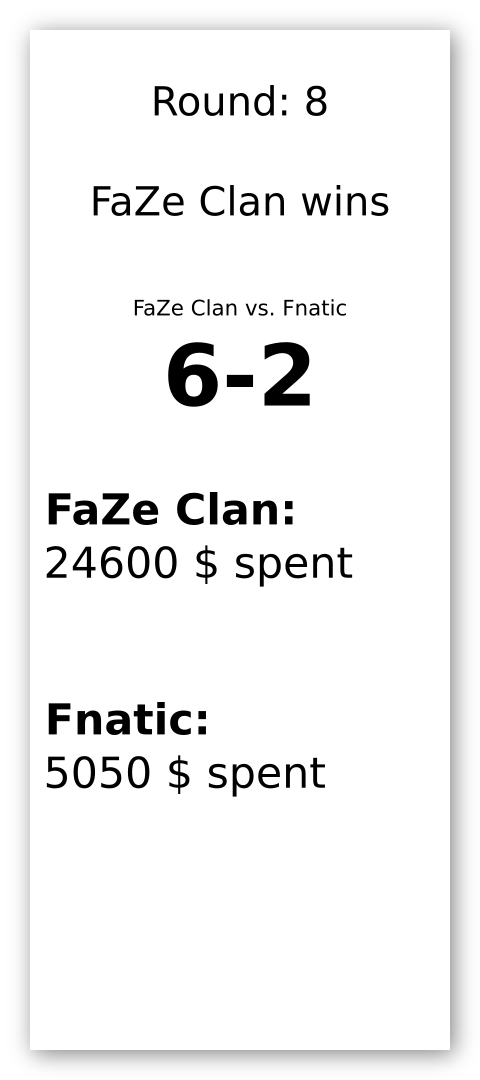 Round: 8
FaZe Clan wins
FaZe Clan vs. Fnatic
6-2
FaZe Clan:
24600 $ spent
Fnatic:
5050 $ spent